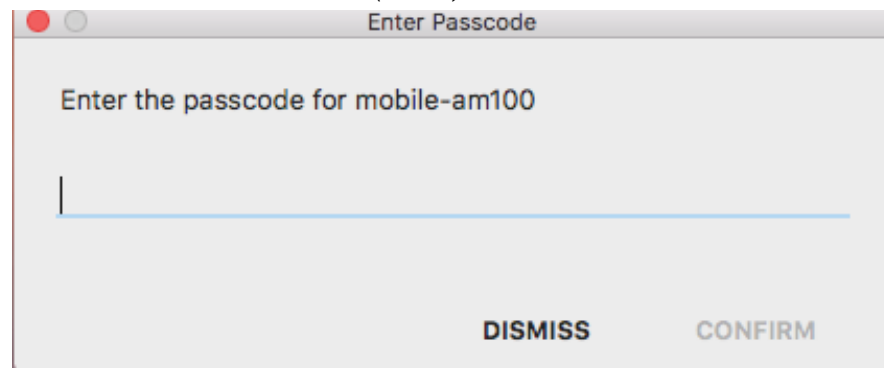 Enter Passcode
Enter the passcode for mobile-am100
DISMISS CONFIRM